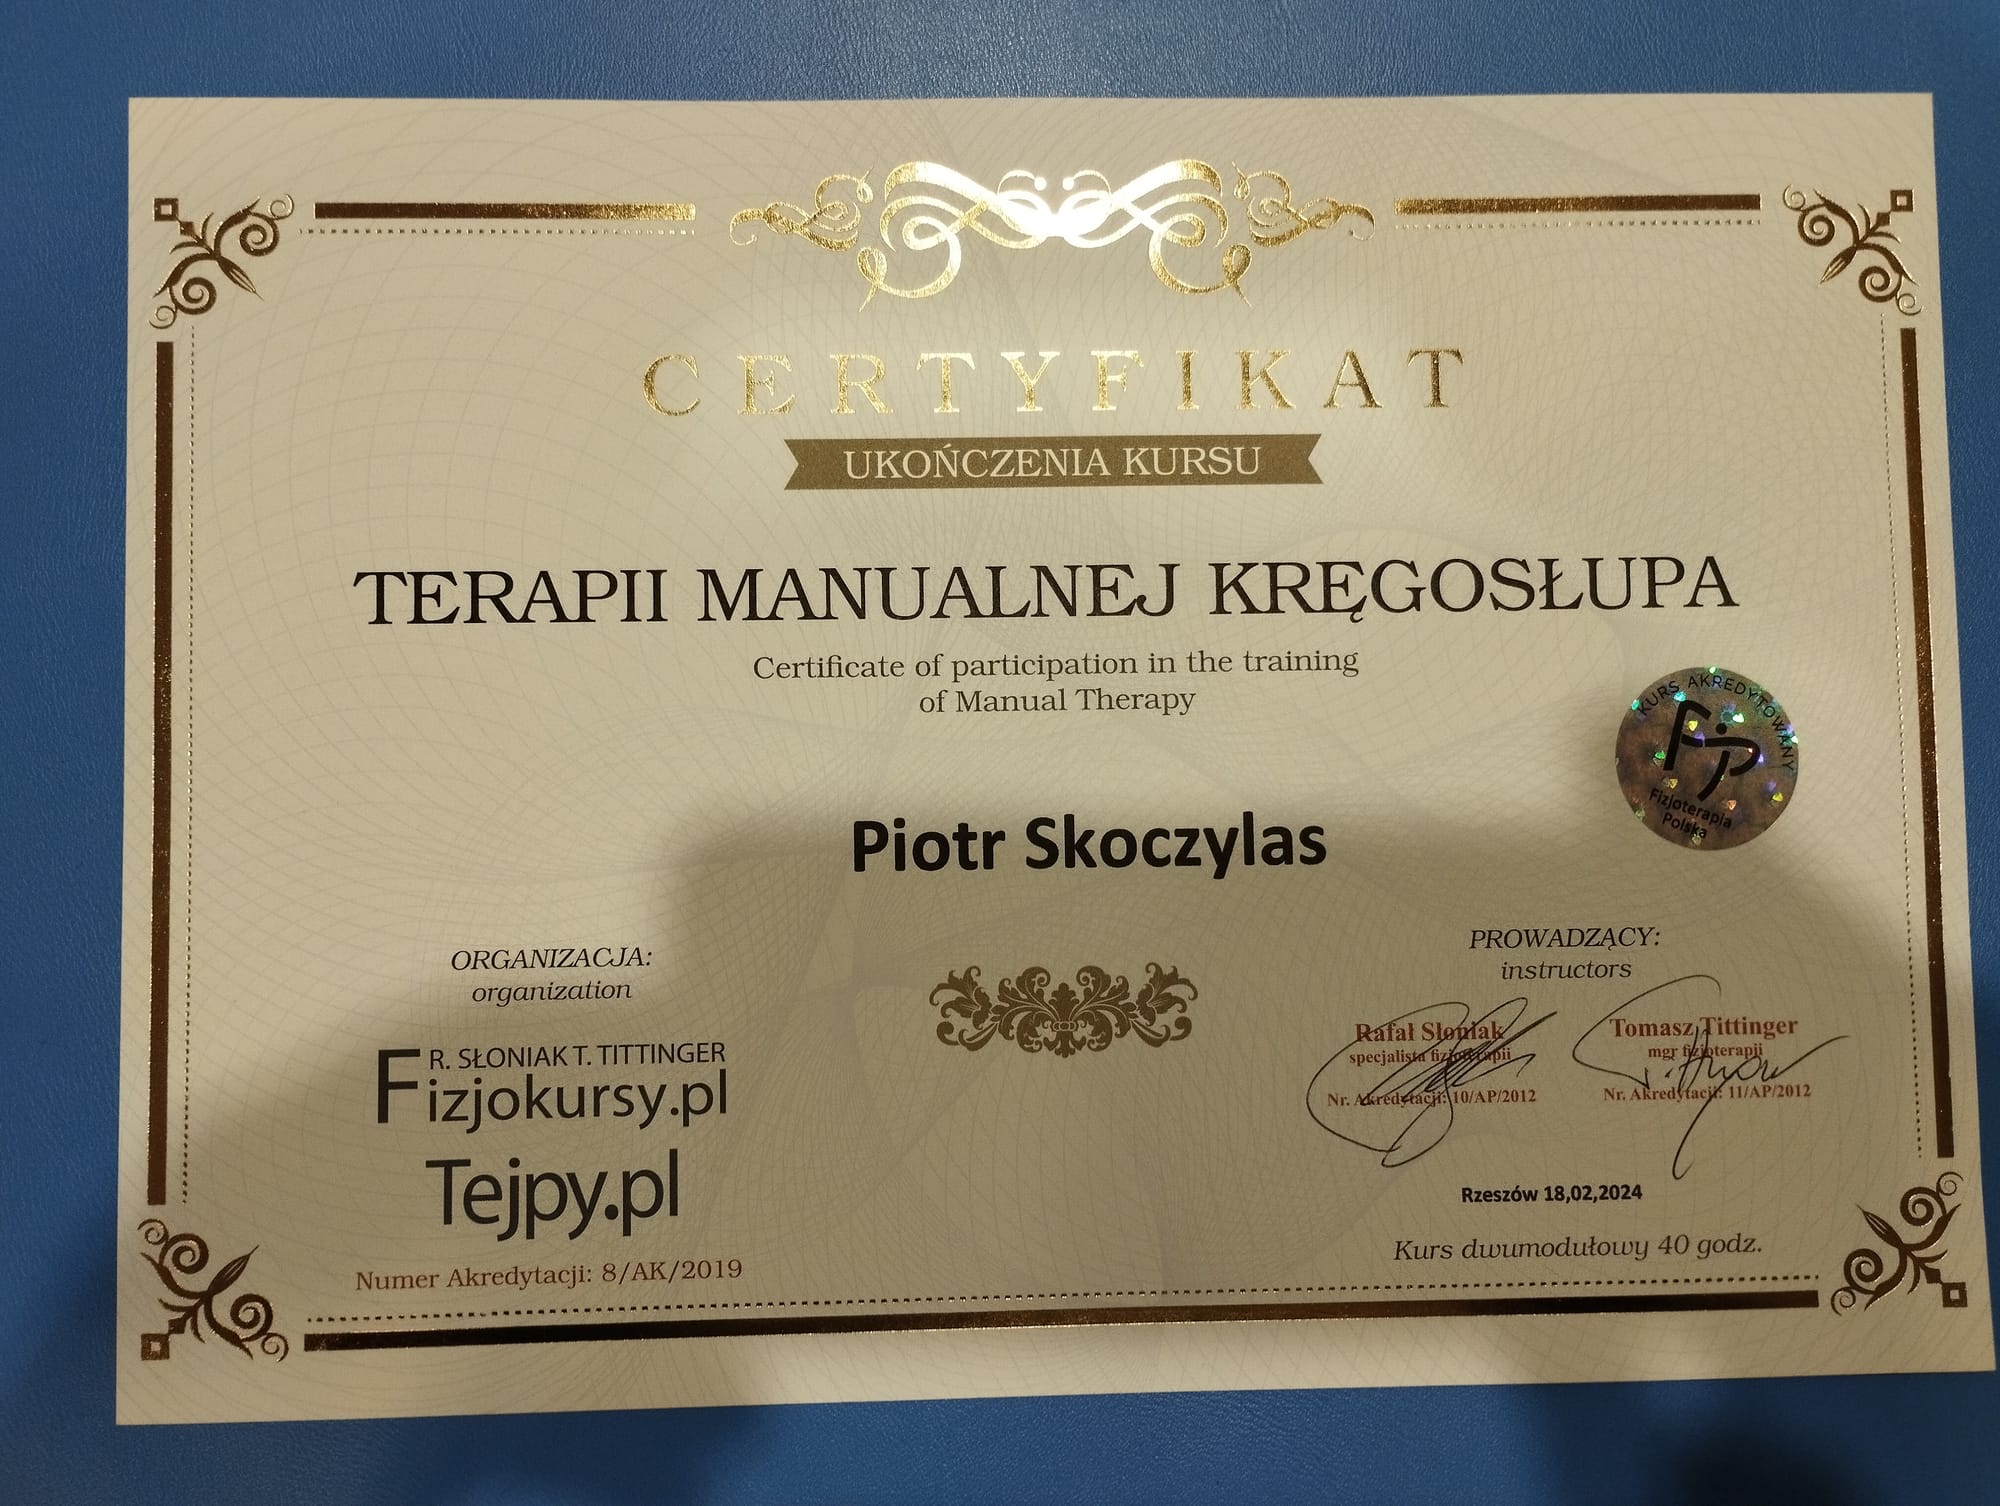 CERTYFIKAT
UKOŃCZENIA KURSU
TERAPII MANUALNEJ KRĘGOSŁUPA
Certificate of participation in the training
of Manual Therapy
KURS AKREDYTOWANY
FP
Fizjoterapia
Polska
Piotr Skoczylas
ORGANIZACJA:
organization
R. SŁONIAK T. TITTINGER
Fizjokursy.pl
Tejpy.pl
Numer Akredytacji: 8/AK/2019
PROWADZĄCY:
instructors
Rafał Słoniak
specjalista fizjoterapii
Nr. Akredytacji: 10/AP/2012
Tomasz Tittinger
mgr fizjoterapii
Nr. Akredytacji: 11/AP/2012
Rzeszów 18,02,2024
Kurs dwumodułowy 40 godz.